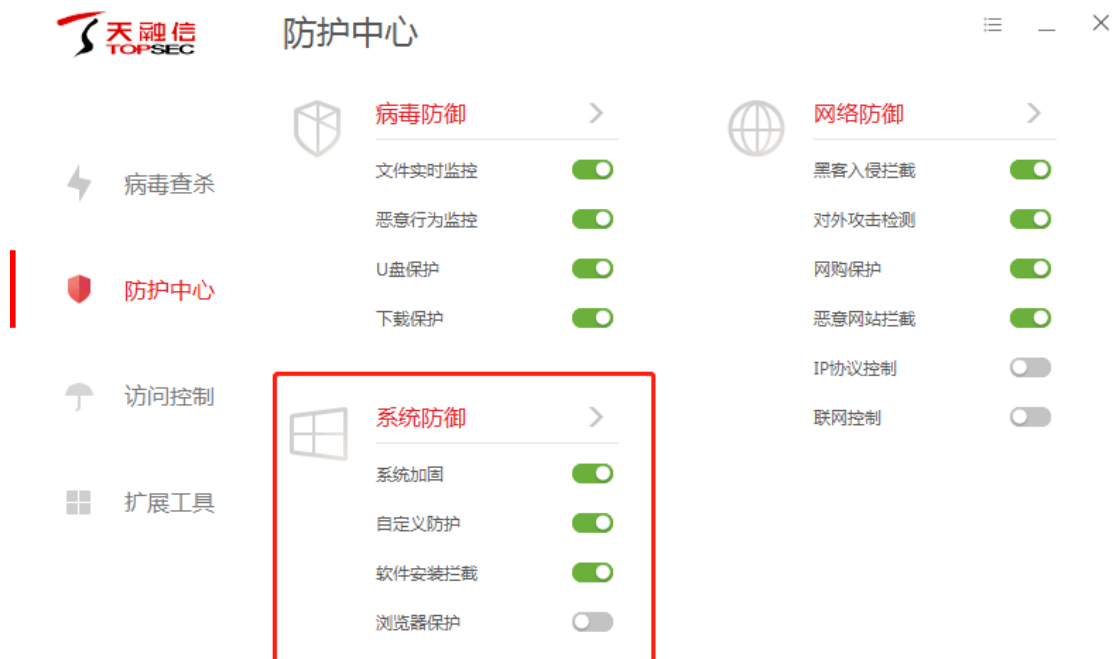 天融信
TOPSEC
防护中心
病毒查杀
防护中心
访问控制
扩展工具
病毒防御
文件实时监控
恶意行为监控
U盘保护
下载保护
系统防御
系统加固
自定义防护
软件安装拦截
浏览器保护
网络防御
黑客入侵拦截
对外攻击检测
网购保护
恶意网站拦截
IP协议控制
联网控制